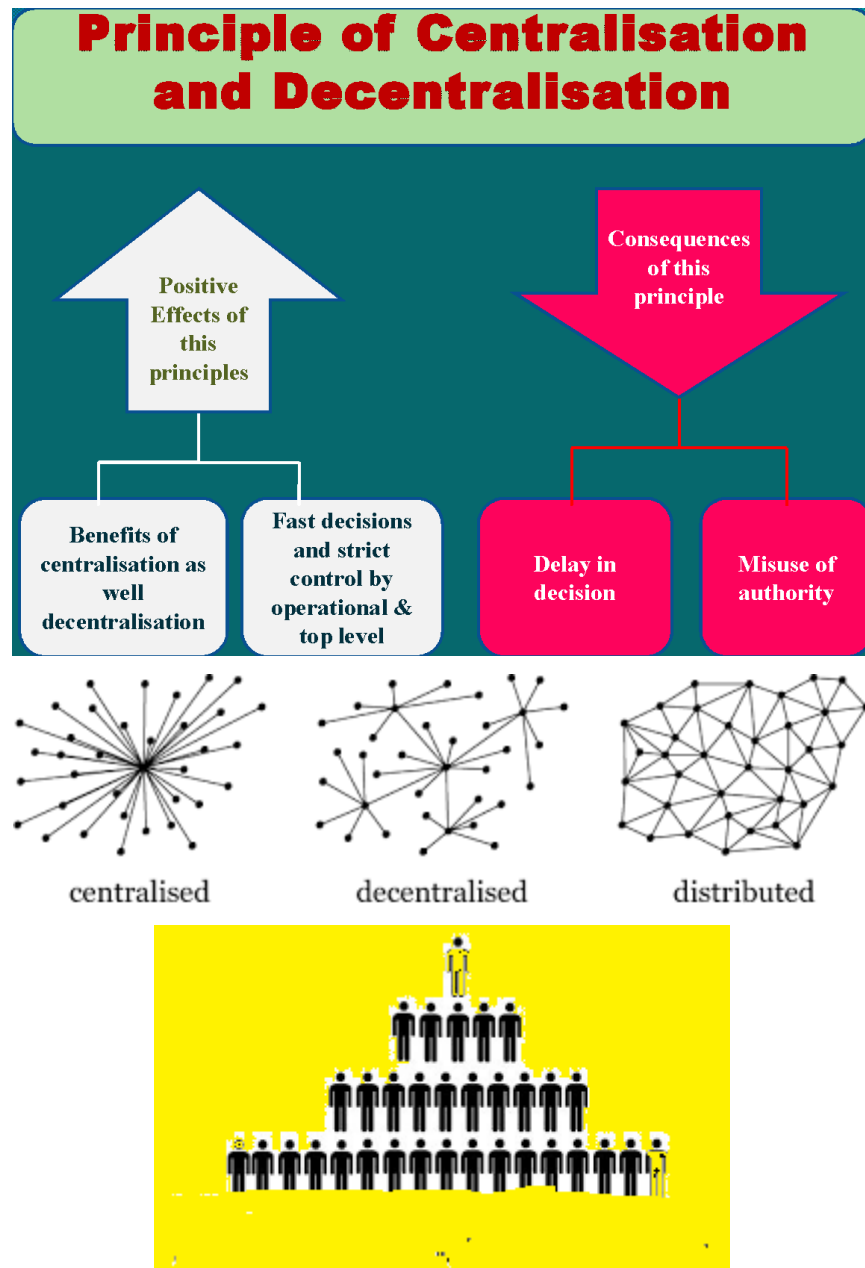 Principle of Centralisation
and Decentralisation
Positive
Effects of
this
principles
Consequences
of this
principle
Benefits of
centralisation as
well
decentralisation
Fast decisions
and strict
control by
operational &
top level
Delay in
decision
Misuse of
authority
centralised
decentralised
distributed